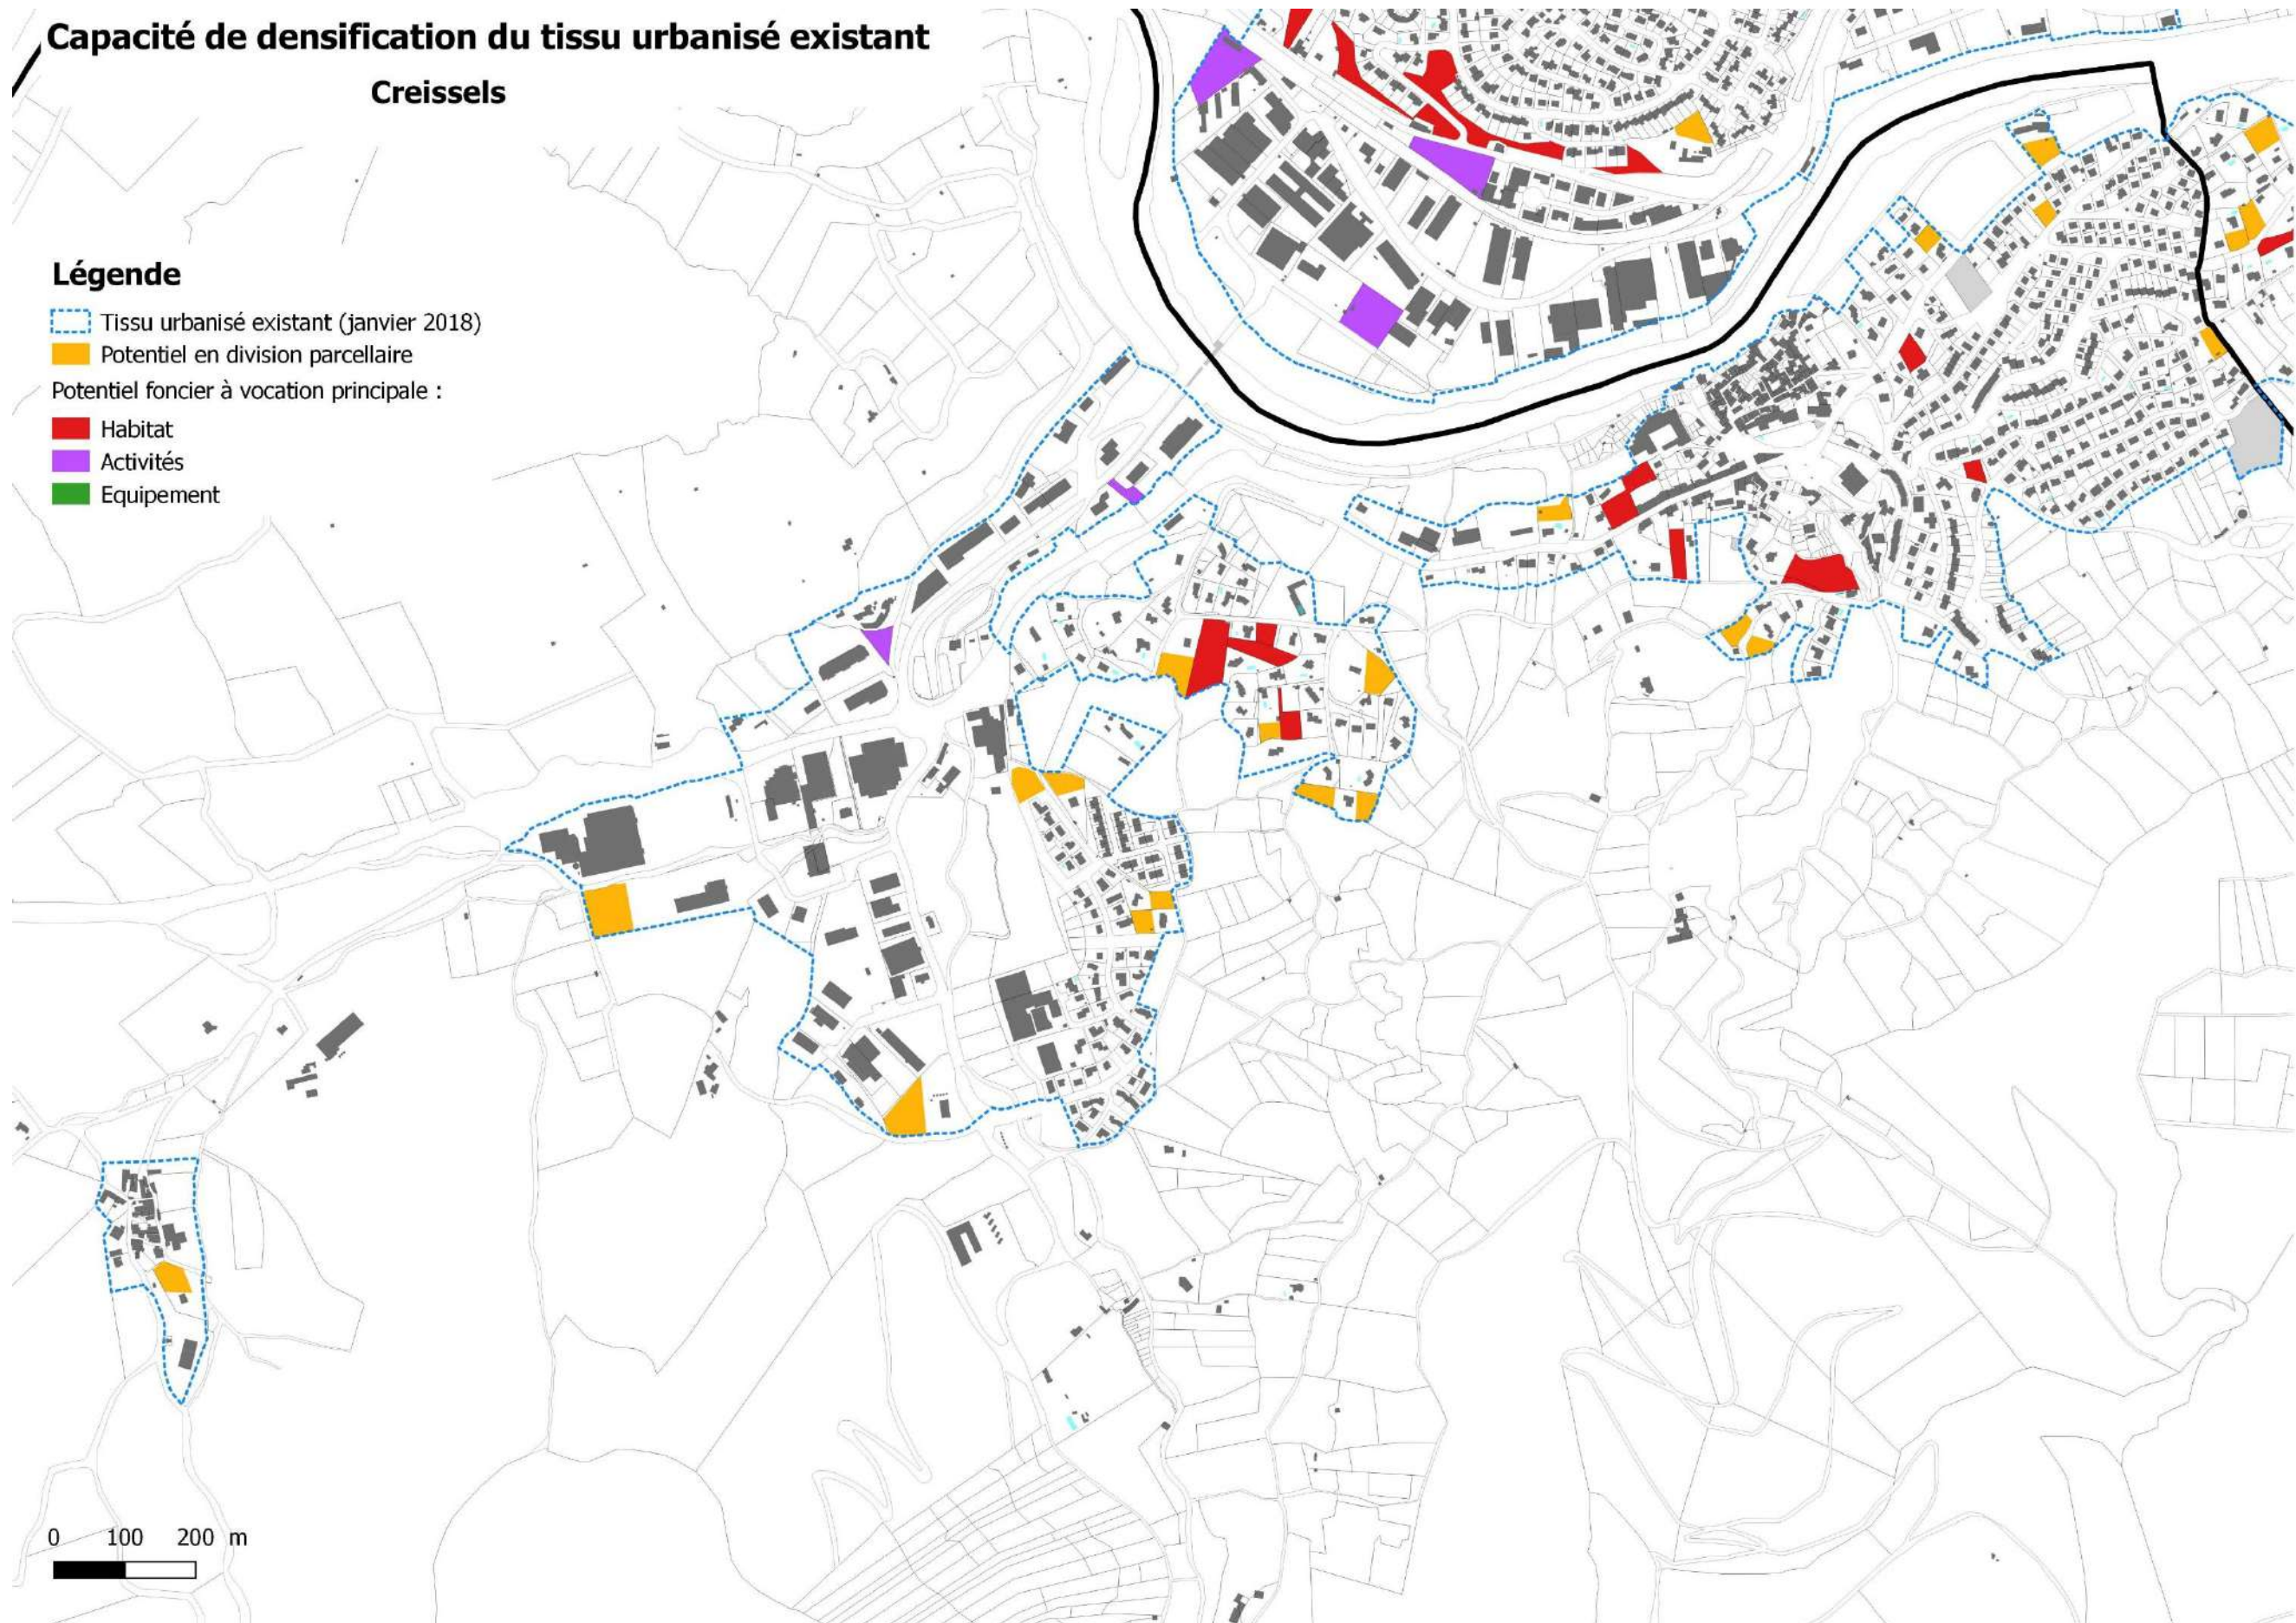 Capacité de densification du tissu urbanisé existant
Creissels
Légende
Tissu urbanisé existant (janvier 2018)
Potentiel en division parcellaire
Potentiel foncier à vocation principale :
Habitat
Activités
Equipement
0 100 200 m